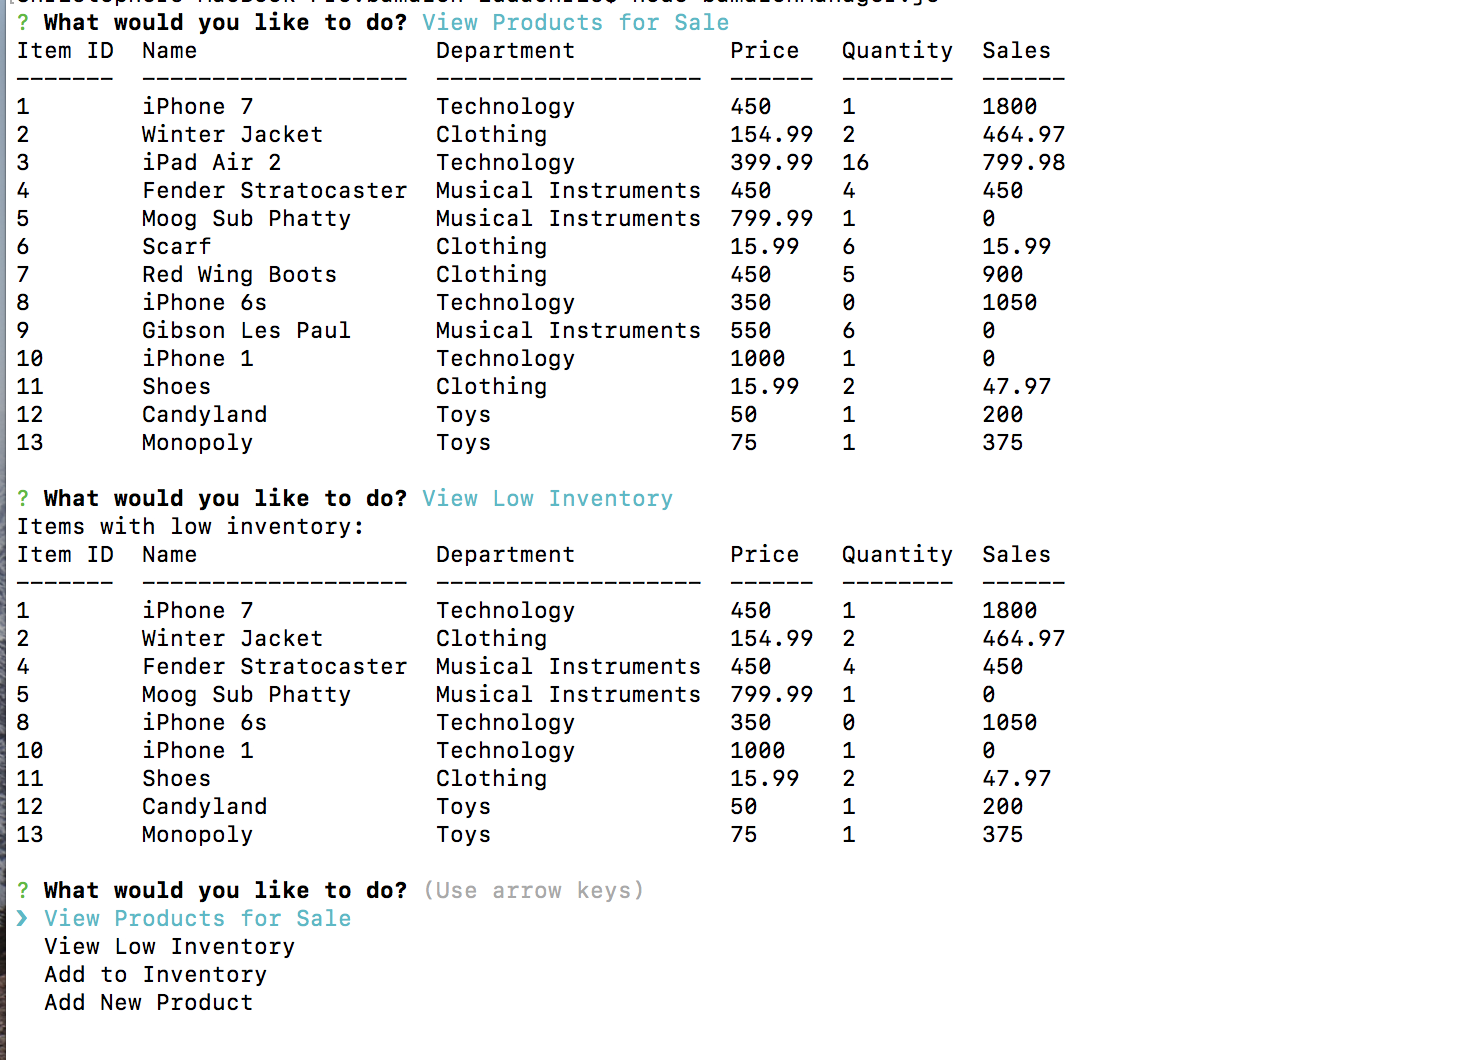 ? What would you like to do? View Products for Sale
Item ID  Name                 Department           Price   Quantity  Sales
-------  -------------------  -------------------  ------  --------  ------
1        iPhone 7             Technology           450     1         1800
2        Winter Jacket        Clothing             154.99  2         464.97
3        iPad Air 2           Technology           399.99  16        799.98
4        Fender Stratocaster  Musical Instruments  450     4         450
5        Moog Sub Phatty      Musical Instruments  799.99  1         0
6        Scarf                Clothing             15.99   6         15.99
7        Red Wing Boots       Clothing             450     5         900
8        iPhone 6s            Technology           350     0         1050
9        Gibson Les Paul      Musical Instruments  550     6         0
10       iPhone 1             Technology           1000    1         0
11       Shoes                Clothing             15.99   2         47.97
12       Candyland            Toys                 50      1         200
13       Monopoly             Toys                 75      1         375
? What would you like to do? View Low Inventory
Items with low inventory:
Item ID  Name                 Department           Price   Quantity  Sales
-------  -------------------  -------------------  ------  --------  ------
1        iPhone 7             Technology           450     1         1800
2        Winter Jacket        Clothing             154.99  2         464.97
4        Fender Stratocaster  Musical Instruments  450     4         450
5        Moog Sub Phatty      Musical Instruments  799.99  1         0
8        iPhone 6s            Technology           350     0         1050
10       iPhone 1             Technology           1000    1         0
11       Shoes                Clothing             15.99   2         47.97
12       Candyland            Toys                 50      1         200
13       Monopoly             Toys                 75      1         375
? What would you like to do? (Use arrow keys)
❯ View Products for Sale
View Low Inventory
Add to Inventory
Add New Product